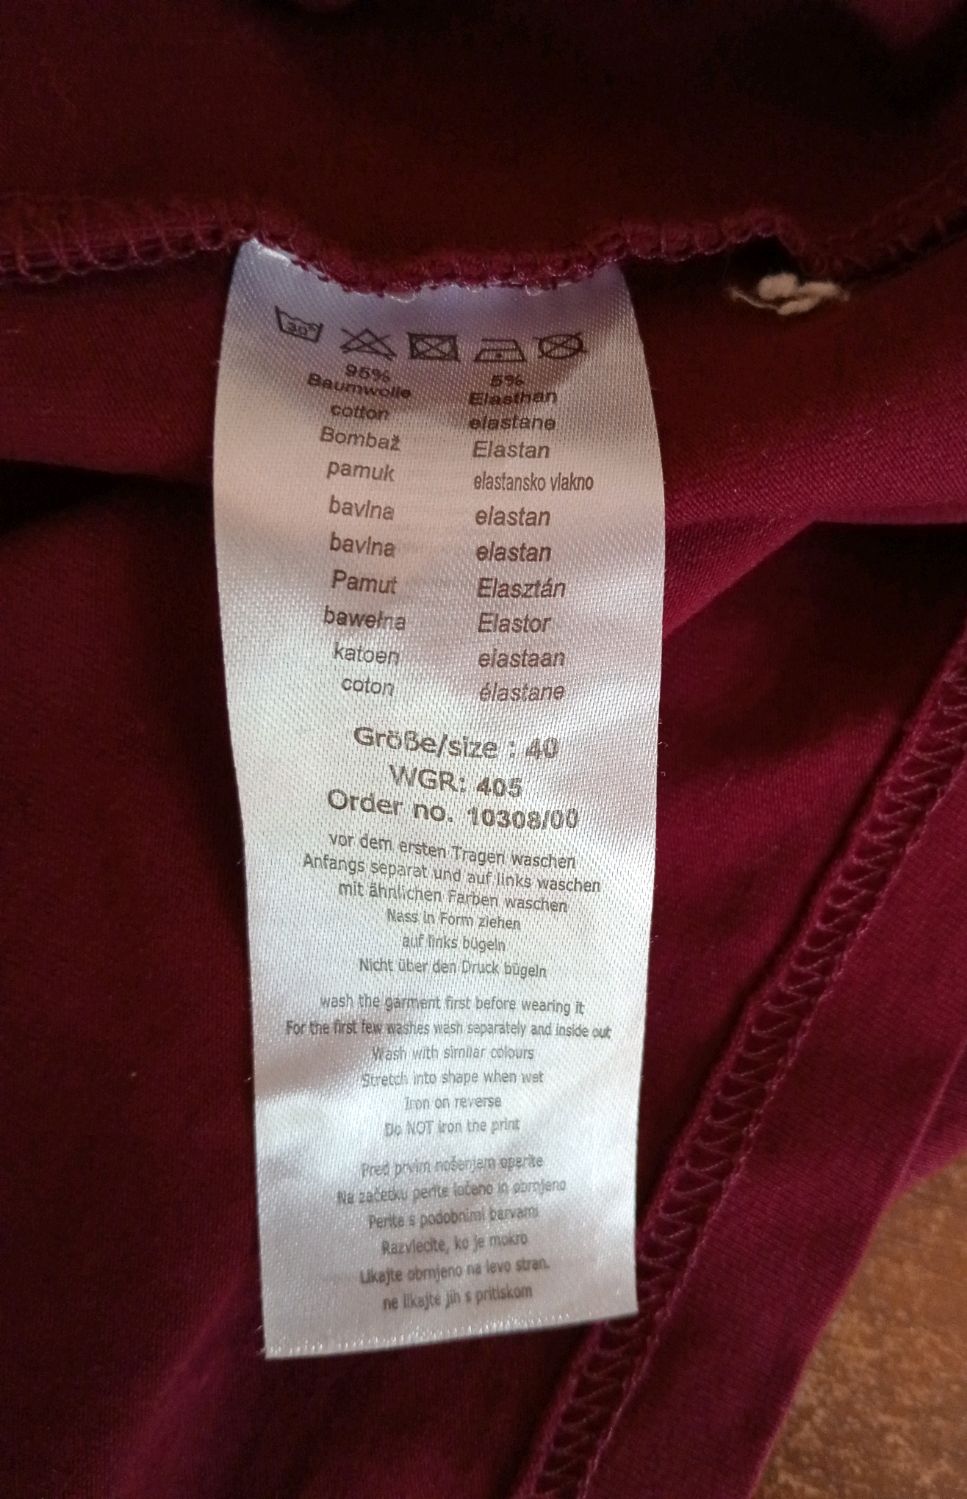 30°
95% 5%
Baumwolle Elasthan
cotton elastane
Bombaž Elastan
pamuk elastansko vlakno
bavlna elastan
bavlna elastan
Pamut Elasztán
bawełna Elastor
katoen elastaan
coton élastane
Größe/size : 40
WGR: 405
Order no. 10308/00
vor dem ersten Tragen waschen
Anfangs separat und auf links waschen
mit ähnlichen Farben waschen
Nass in Form ziehen
auf links bügeln
Nicht über den Druck bügeln
wash the garment first before wearing it
For the first few washes wash separately and inside out
Wash with similar colours
Stretch into shape when wet
Iron on reverse
Do NOT iron the print
Pred prvim nošenjem operite
Na začetku perite ločeno in obrnjeno
Perite s podobnimi barvami
Razvlecite, ko je mokro
Likajte obrnjeno na levo stran.
ne likajte jih s pritiskom